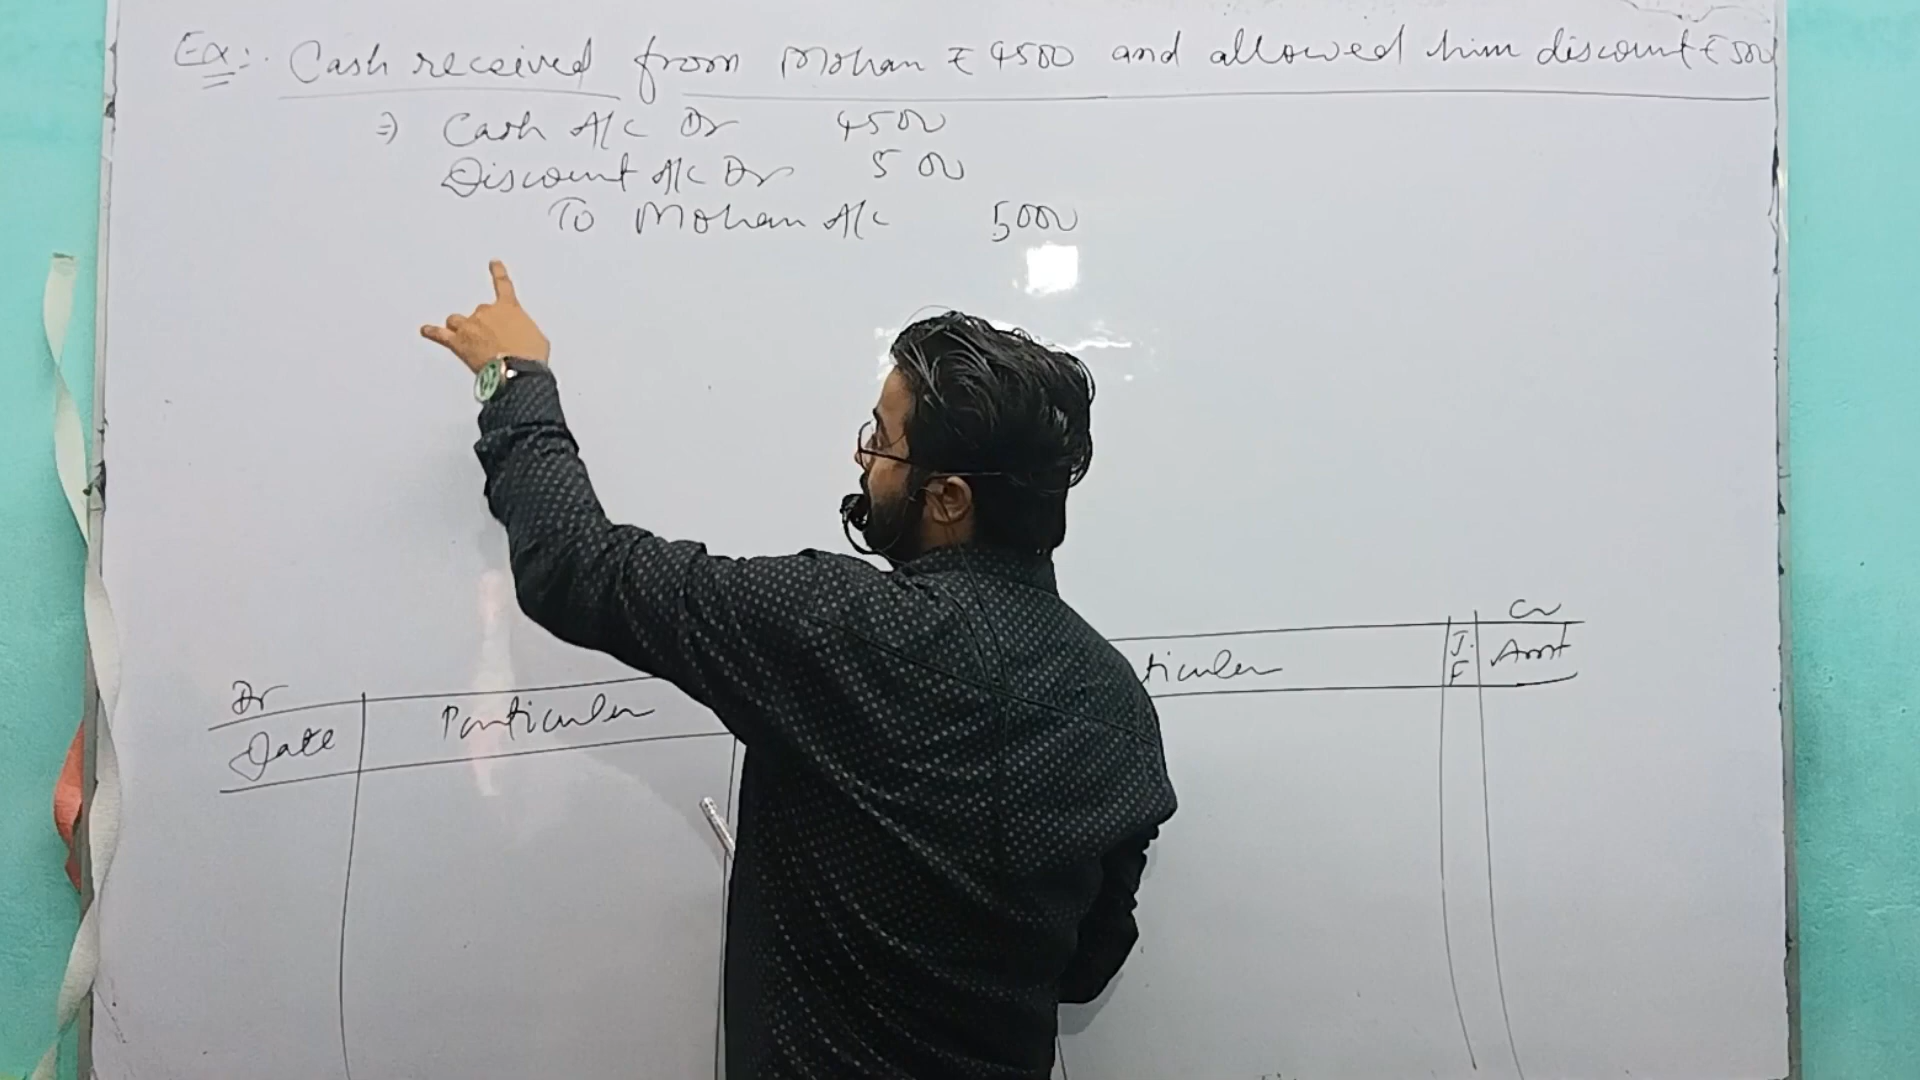 Ex:- Cash received from Mohan ₹ 4500 and allowed him discount ₹ 500
⇒ Cash A/c Dr 4500
Discount A/c Dr 500
To Mohan A/c 5000
Dr Cr
Date Particular ticular J.F Amt